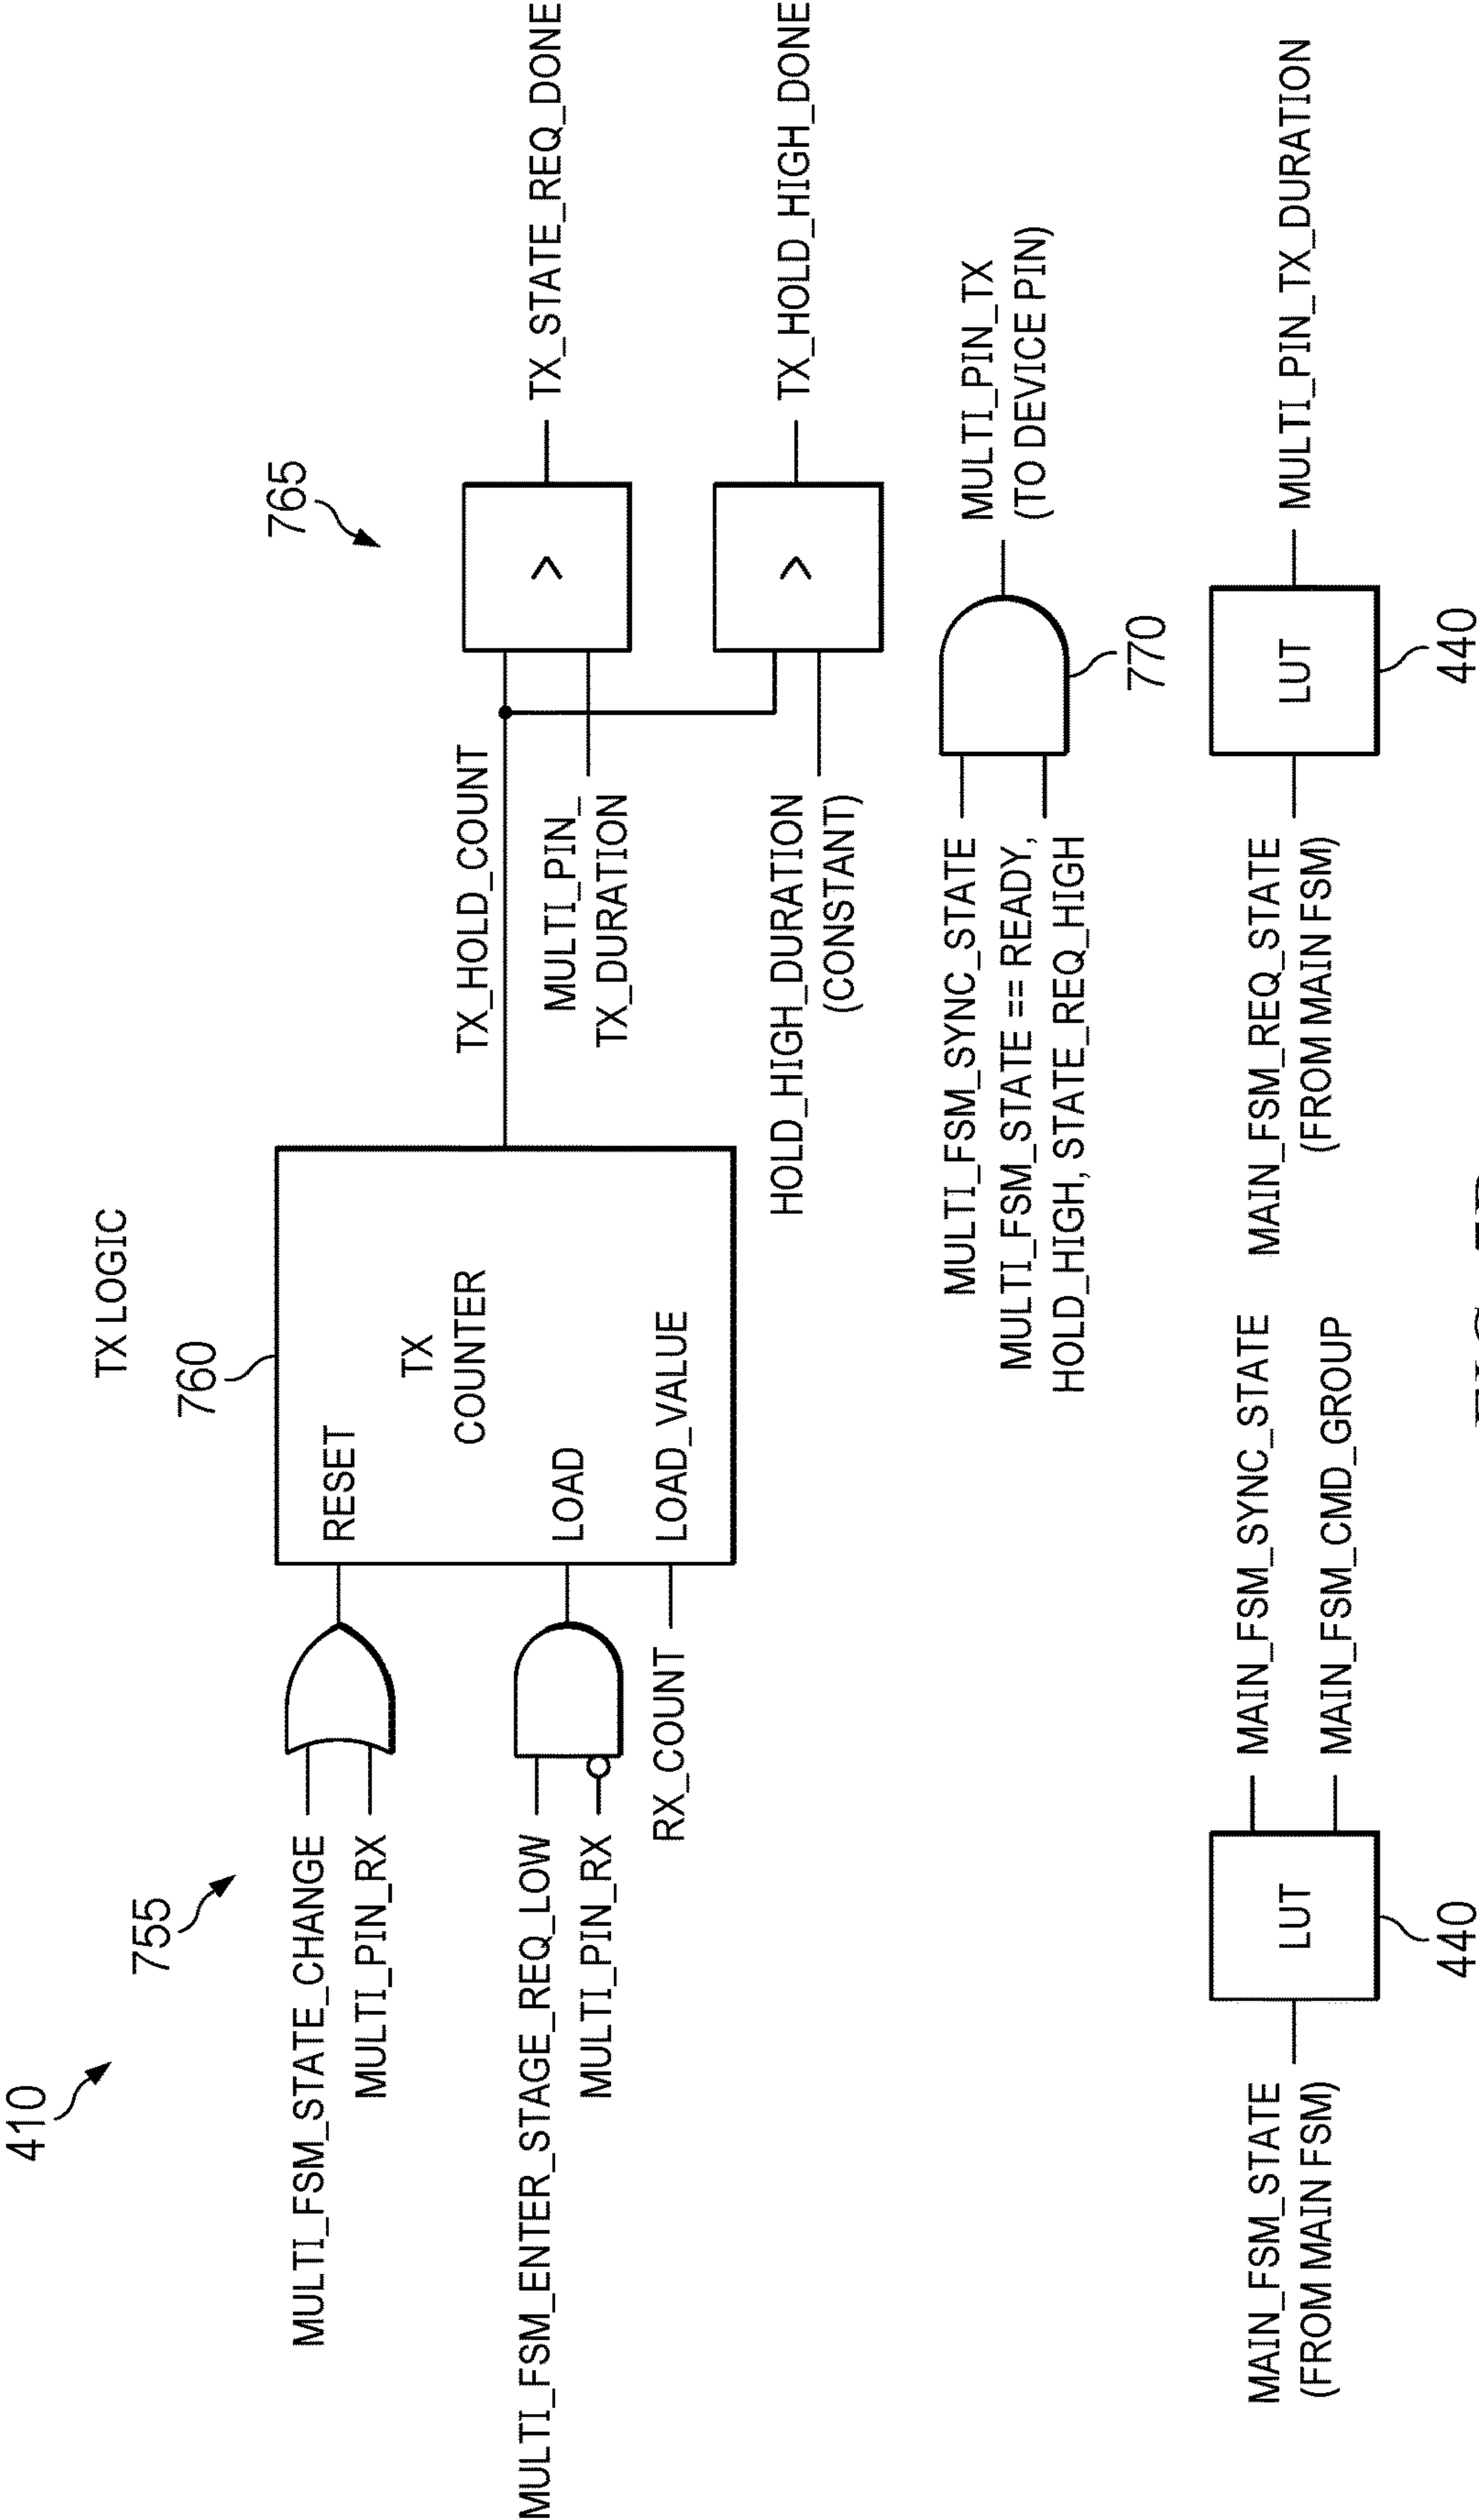 410
TX LOGIC
755
760
765
MULTI_FSM_STATE_CHANGE
MULTI_PIN_RX
RESET
TX
COUNTER
MULTI_FSM_ENTER_STAGE_REQ_LOW
MULTI_PIN_RX
LOAD
RX_COUNT
LOAD_VALUE
TX_HOLD_COUNT
MULTI_PIN_
TX_DURATION
>
TX_STATE_REQ_DONE
HOLD_HIGH_DURATION
(CONSTANT)
>
TX_HOLD_HIGH_DONE
MULTI_FSM_SYNC_STATE
MULTI_FSM_STATE == READY,
HOLD_HIGH, STATE_REQ_HIGH
770
MULTI_PIN_TX
(TO DEVICE PIN)
MAIN_FSM_STATE
(FROM MAIN FSM)
LUT
440
MAIN_FSM_SYNC_STATE
MAIN_FSM_CMD_GROUP
MAIN_FSM_REQ_STATE
(FROM MAIN FSM)
LUT
440
MULTI_PIN_TX_DURATION